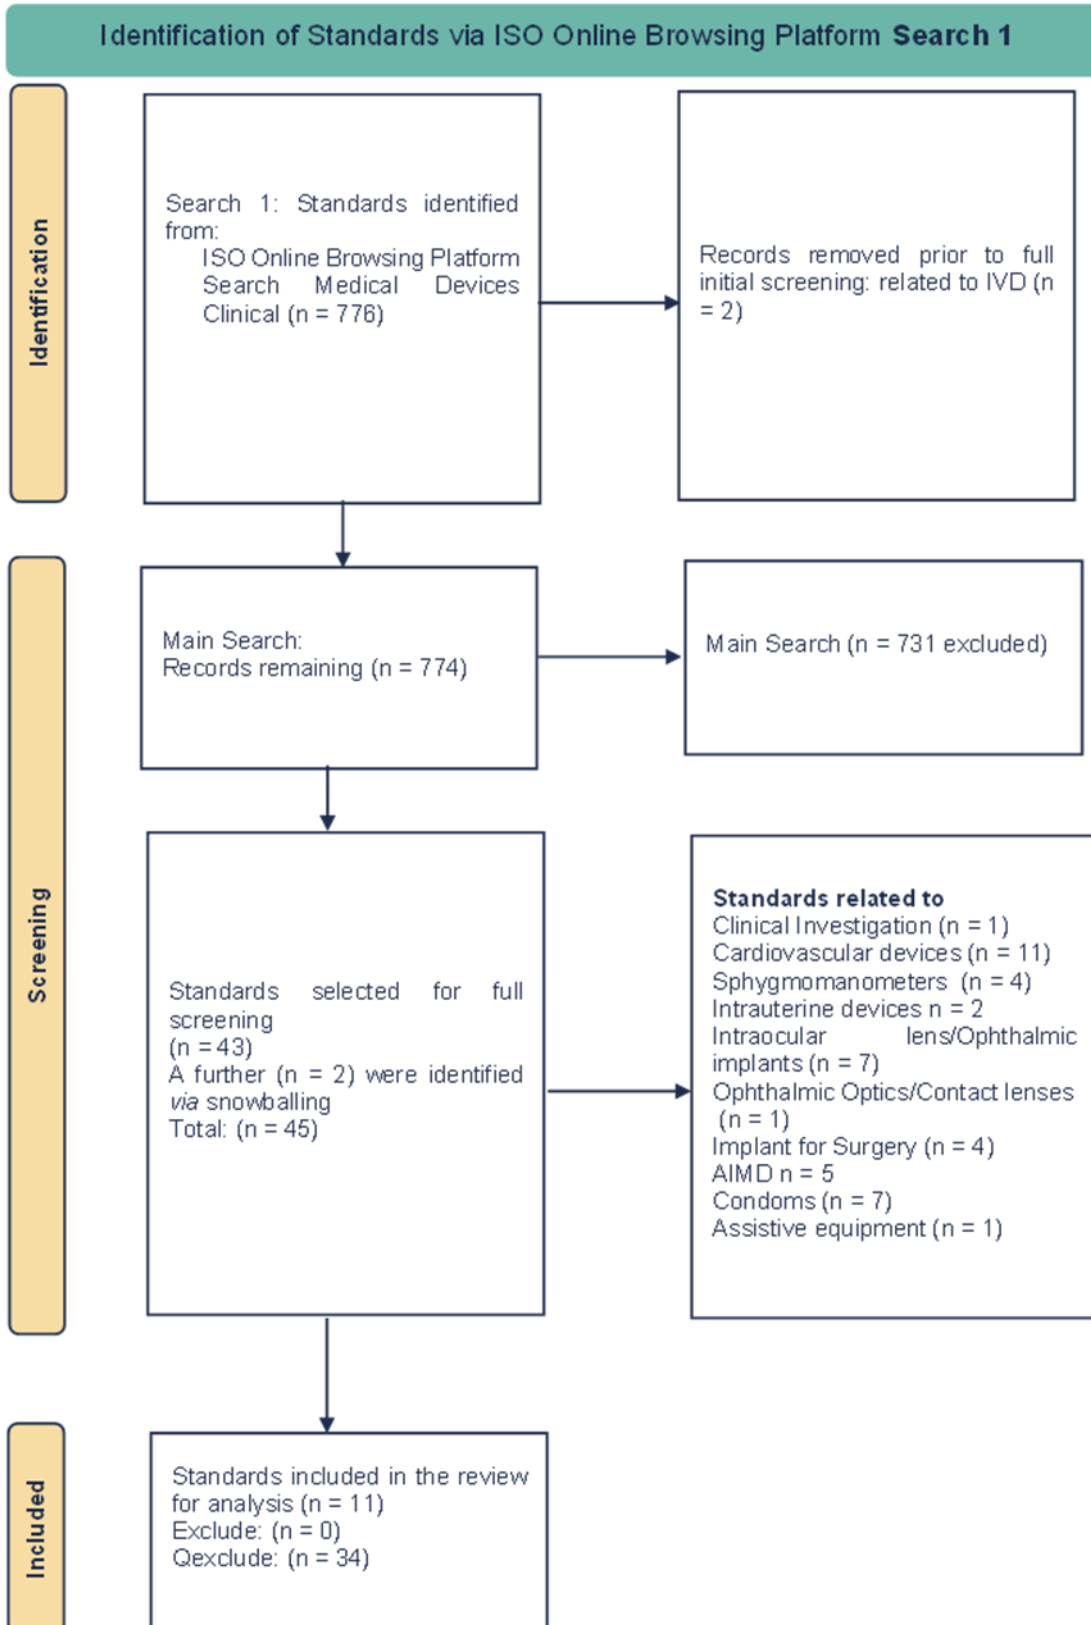 Identification of Standards via ISO Online Browsing Platform Search 1
Identification
Search 1: Standards identified
from:
ISO Online Browsing Platform
Search Medical Devices
Clinical (n = 776)
Records removed prior to full
initial screening: related to IVD (n
= 2)
Screening
Main Search:
Records remaining (n = 774)
Main Search (n = 731 excluded)
Standards selected for full
screening
(n = 43)
A further (n = 2) were identified
via snowballing
Total: (n = 45)
Standards related to
Clinical Investigation (n = 1)
Cardiovascular devices (n = 11)
Sphygmomanometers (n = 4)
Intrauterine devices n = 2
Intraocular lens/Ophthalmic
implants (n = 7)
Ophthalmic Optics/Contact lenses
(n = 1)
Implant for Surgery (n = 4)
AIMD n = 5
Condoms (n = 7)
Assistive equipment (n = 1)
Included
Standards included in the review
for analysis (n = 11)
Exclude: (n = 0)
Qexclude: (n = 34)